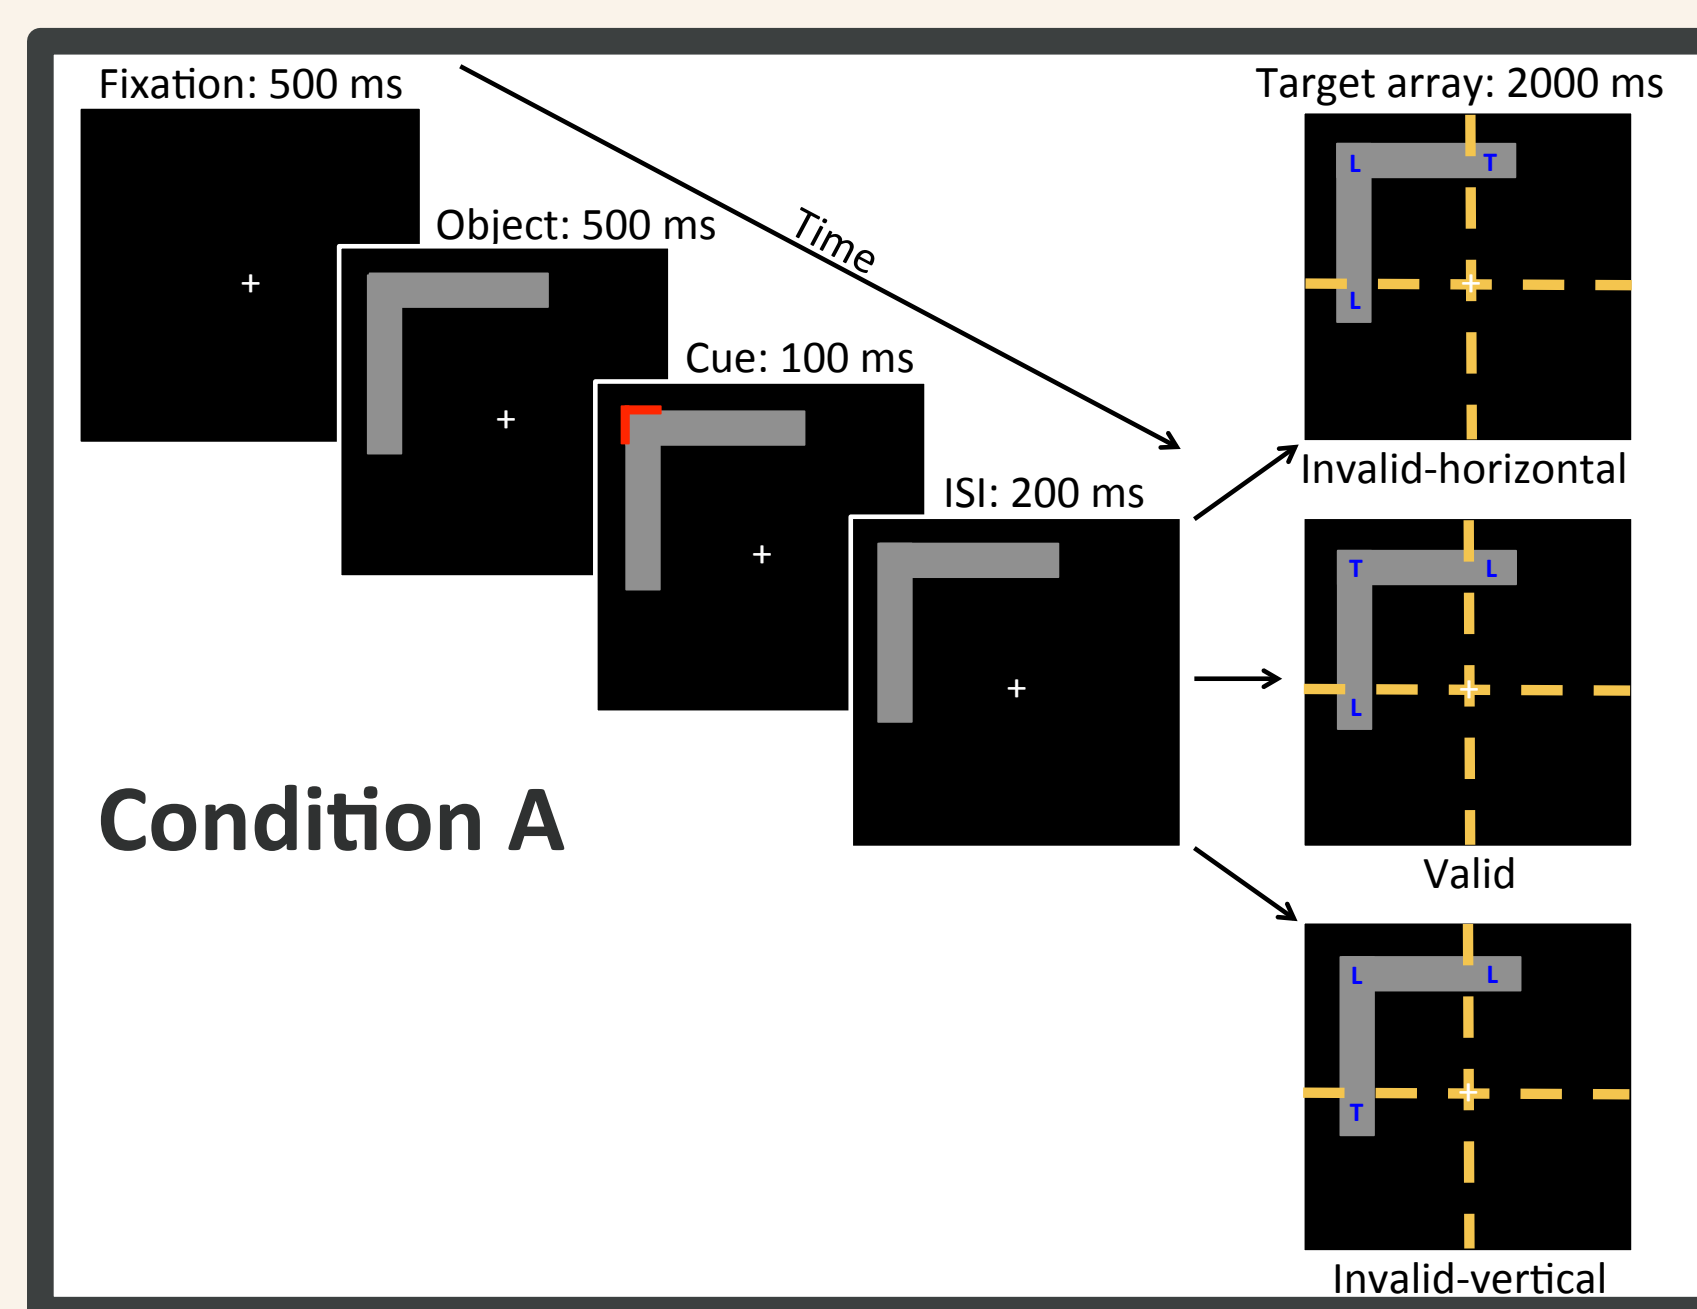 Fixation: 500 ms
Object: 500 ms
Cue: 100 ms
ISI: 200 ms
Time
Condition A
Target array: 2000 ms
L T
L
Invalid-horizontal
T L
L
Valid
L L
T
Invalid-vertical